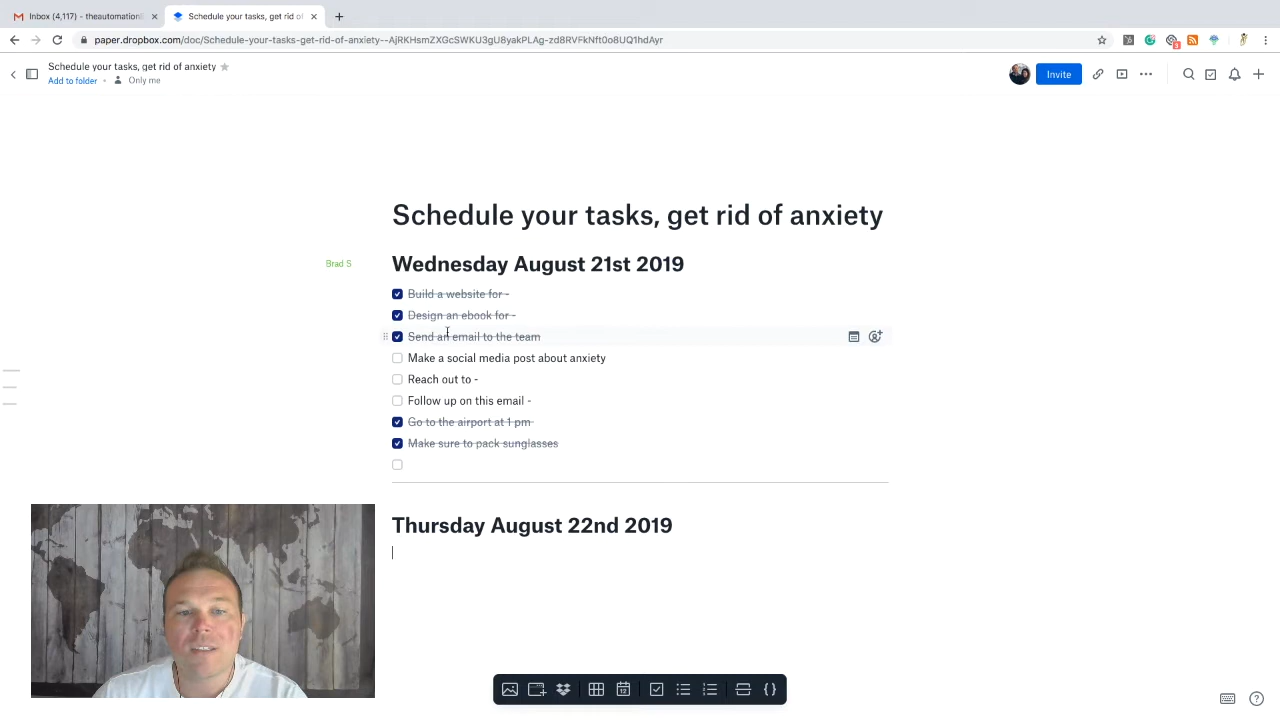 Inbox (4,117) - theautomation
Schedule your tasks, get rid of
paper.dropbox.com/doc/Schedule-your-tasks-get-rid-of-anxiety--AjRKHsmZXGcSWKU3gU8yakPLAg-zd8RVFkNft0o8UQ1hdAyr
Schedule your tasks, get rid of anxiety
Add to folder
Only me
Invite
Schedule your tasks, get rid of anxiety
Brad S
Wednesday August 21st 2019
Build a website for -
Design an ebook for -
Send an email to the team
Make a social media post about anxiety
Reach out to -
Follow up on this email -
Go to the airport at 1 pm
Make sure to pack sunglasses
Thursday August 22nd 2019
12